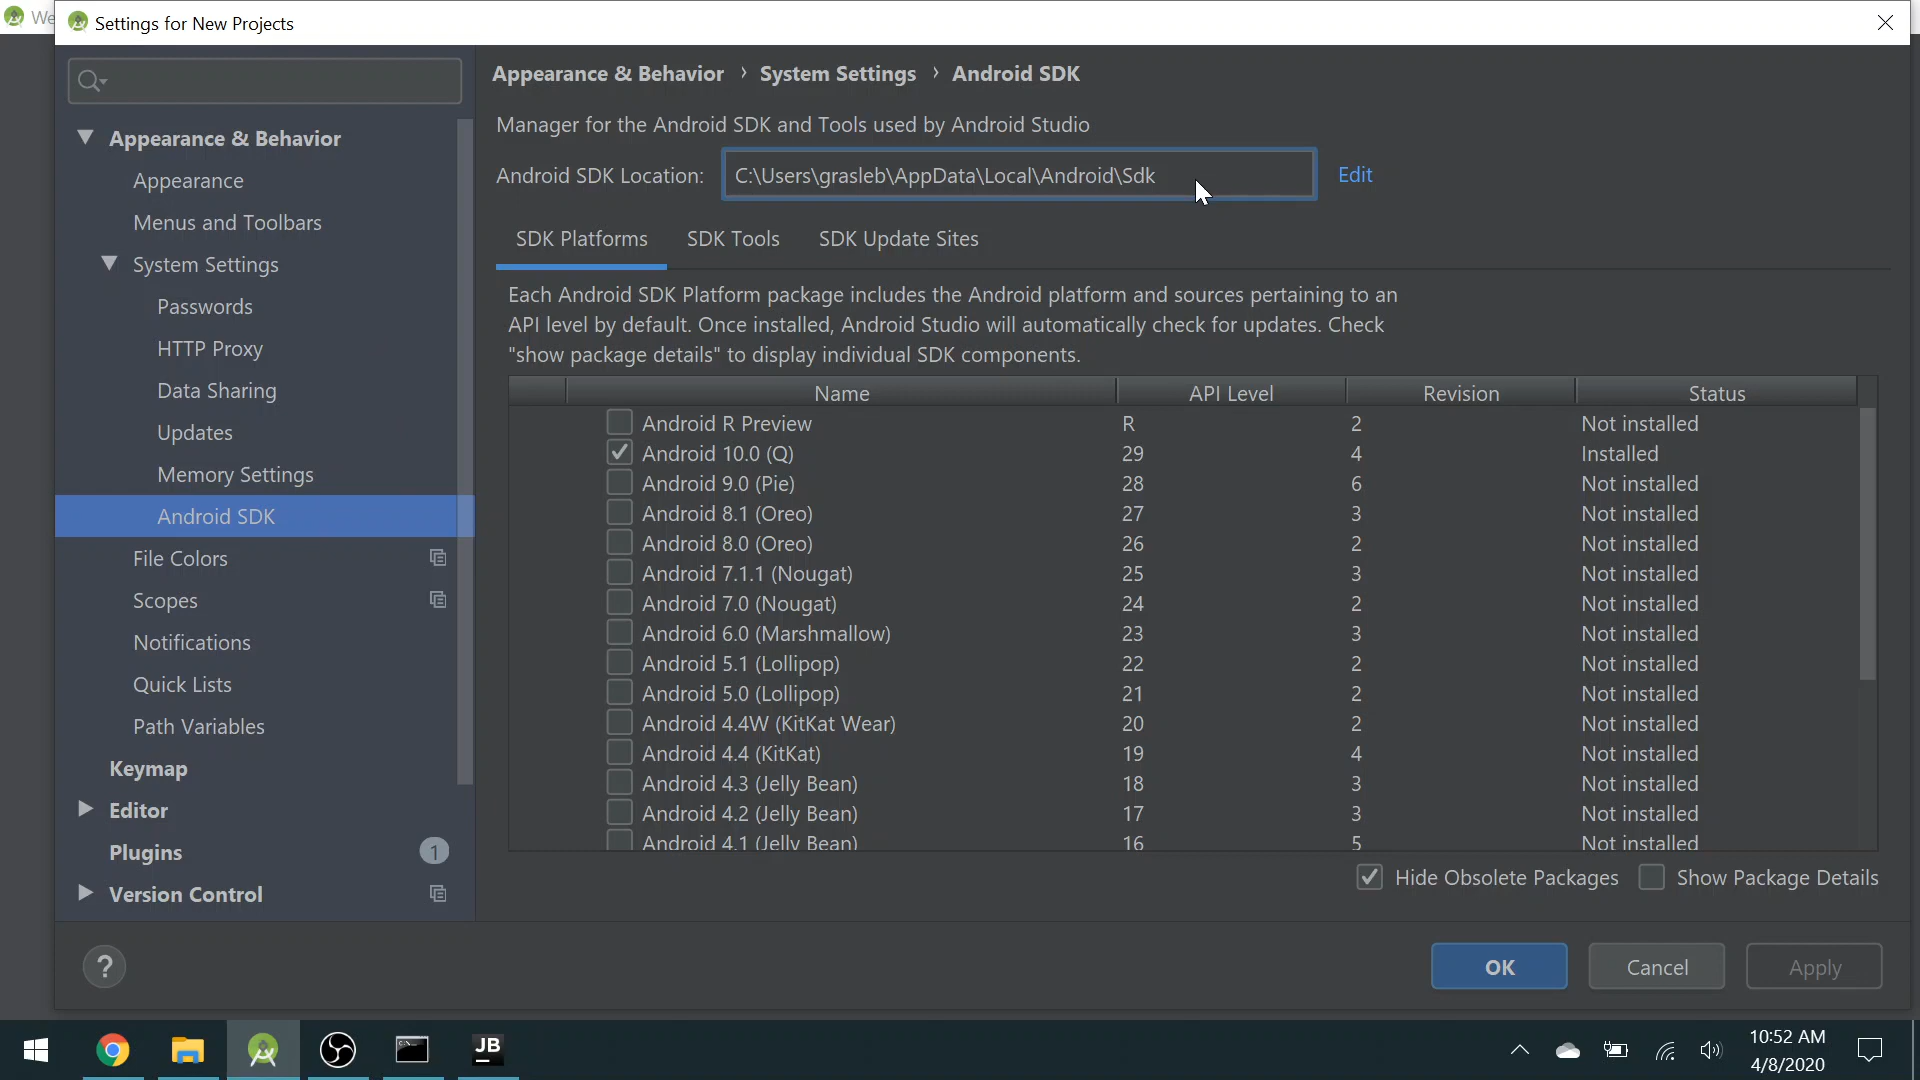 We
Settings for New Projects
Appearance & Behavior
Appearance
Menus and Toolbars
System Settings
Passwords
HTTP Proxy
Data Sharing
Updates
Memory Settings
Android SDK
File Colors
Scopes
Notifications
Quick Lists
Path Variables
Keymap
Editor
Plugins 1
Version Control
Appearance & Behavior › System Settings › Android SDK
Manager for the Android SDK and Tools used by Android Studio
Android SDK Location: C:\Users\grasleb\AppData\Local\Android\Sdk Edit
SDK Platforms SDK Tools SDK Update Sites
Each Android SDK Platform package includes the Android platform and sources pertaining to an
API level by default. Once installed, Android Studio will automatically check for updates. Check
"show package details" to display individual SDK components.
Name API Level Revision Status
Android R Preview R 2 Not installed
Android 10.0 (Q) 29 4 Installed
Android 9.0 (Pie) 28 6 Not installed
Android 8.1 (Oreo) 27 3 Not installed
Android 8.0 (Oreo) 26 2 Not installed
Android 7.1.1 (Nougat) 25 3 Not installed
Android 7.0 (Nougat) 24 2 Not installed
Android 6.0 (Marshmallow) 23 3 Not installed
Android 5.1 (Lollipop) 22 2 Not installed
Android 5.0 (Lollipop) 21 2 Not installed
Android 4.4W (KitKat Wear) 20 2 Not installed
Android 4.4 (KitKat) 19 4 Not installed
Android 4.3 (Jelly Bean) 18 3 Not installed
Android 4.2 (Jelly Bean) 17 3 Not installed
Android 4.1 (Jelly Bean) 16 5 Not installed
Hide Obsolete Packages Show Package Details
? OK Cancel Apply
JB
10:52 AM
4/8/2020